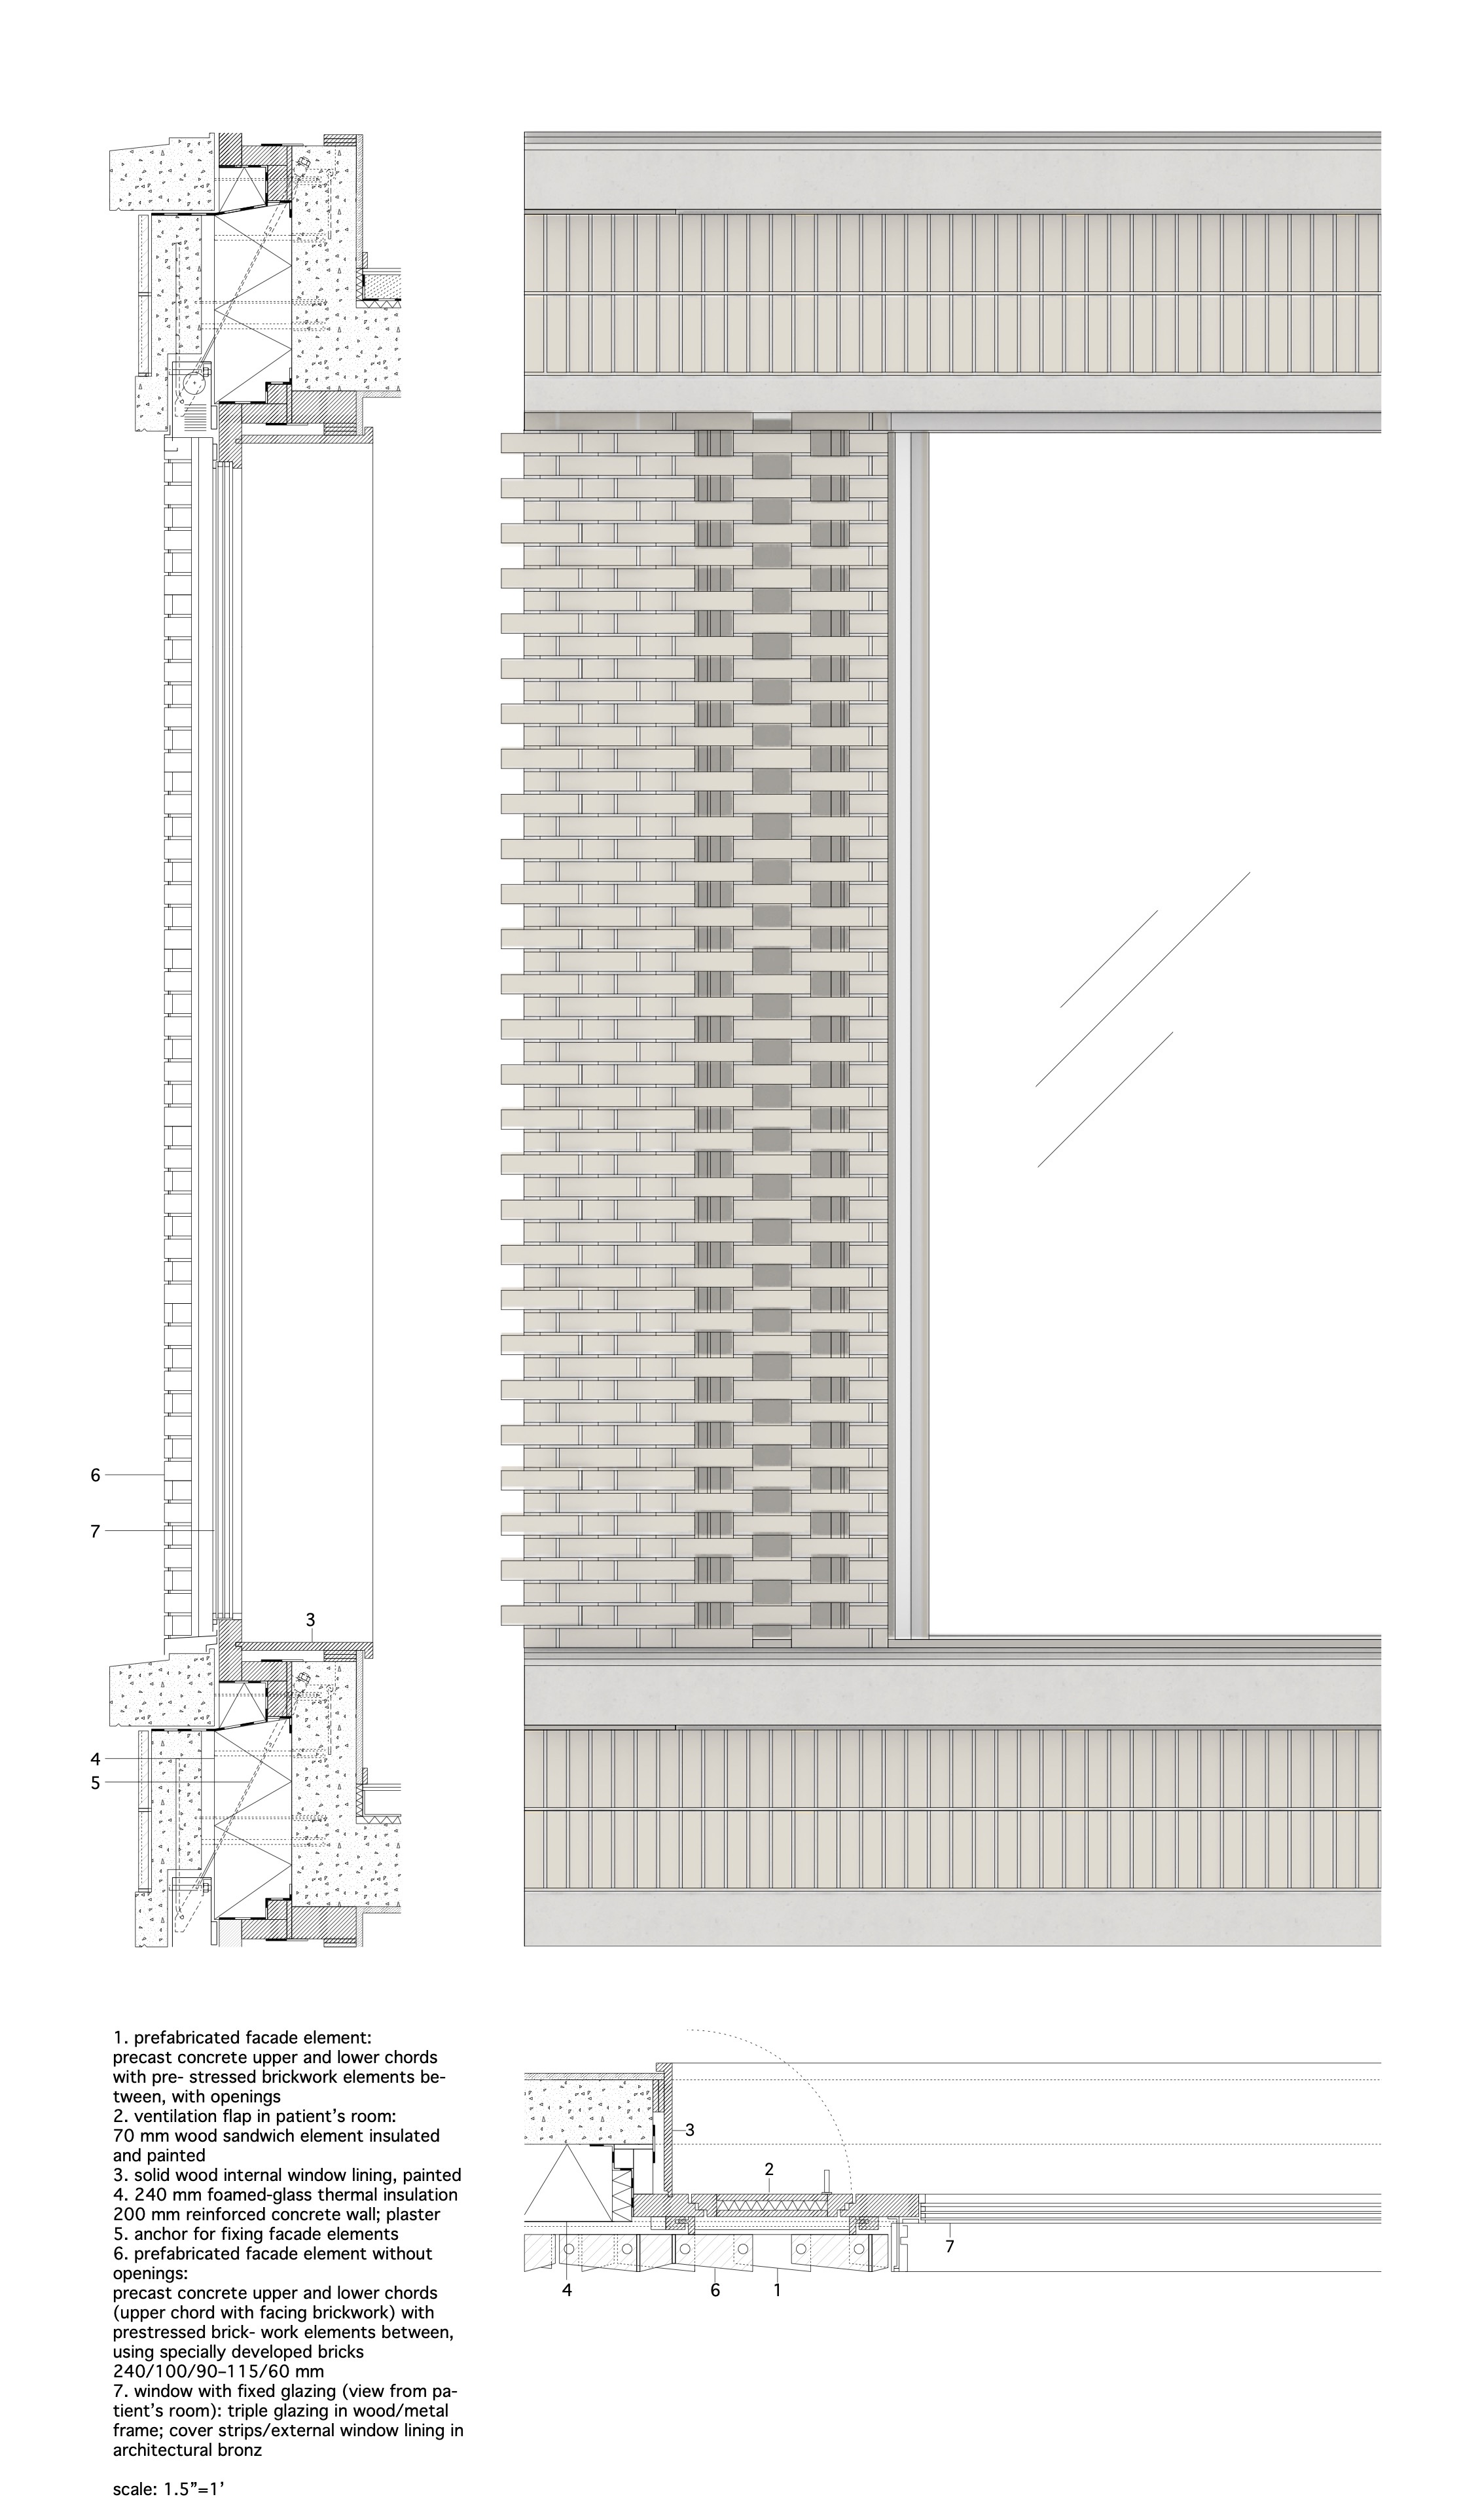 6
7
3
4
5
1. prefabricated facade element:
precast concrete upper and lower chords
with pre- stressed brickwork elements be-
tween, with openings
2. ventilation flap in patient's room:
70 mm wood sandwich element insulated
and painted
3. solid wood internal window lining, painted
4. 240 mm foamed-glass thermal insulation
200 mm reinforced concrete wall; plaster
5. anchor for fixing facade elements
6. prefabricated facade element without
openings:
precast concrete upper and lower chords
(upper chord with facing brickwork) with
prestressed brick- work elements between,
using specially developed bricks
240/100/90–115/60 mm
7. window with fixed glazing (view from pa-
tient's room): triple glazing in wood/metal
frame; cover strips/external window lining in
architectural bronz
scale: 1.5”=1’
3
2
7
4
6
1